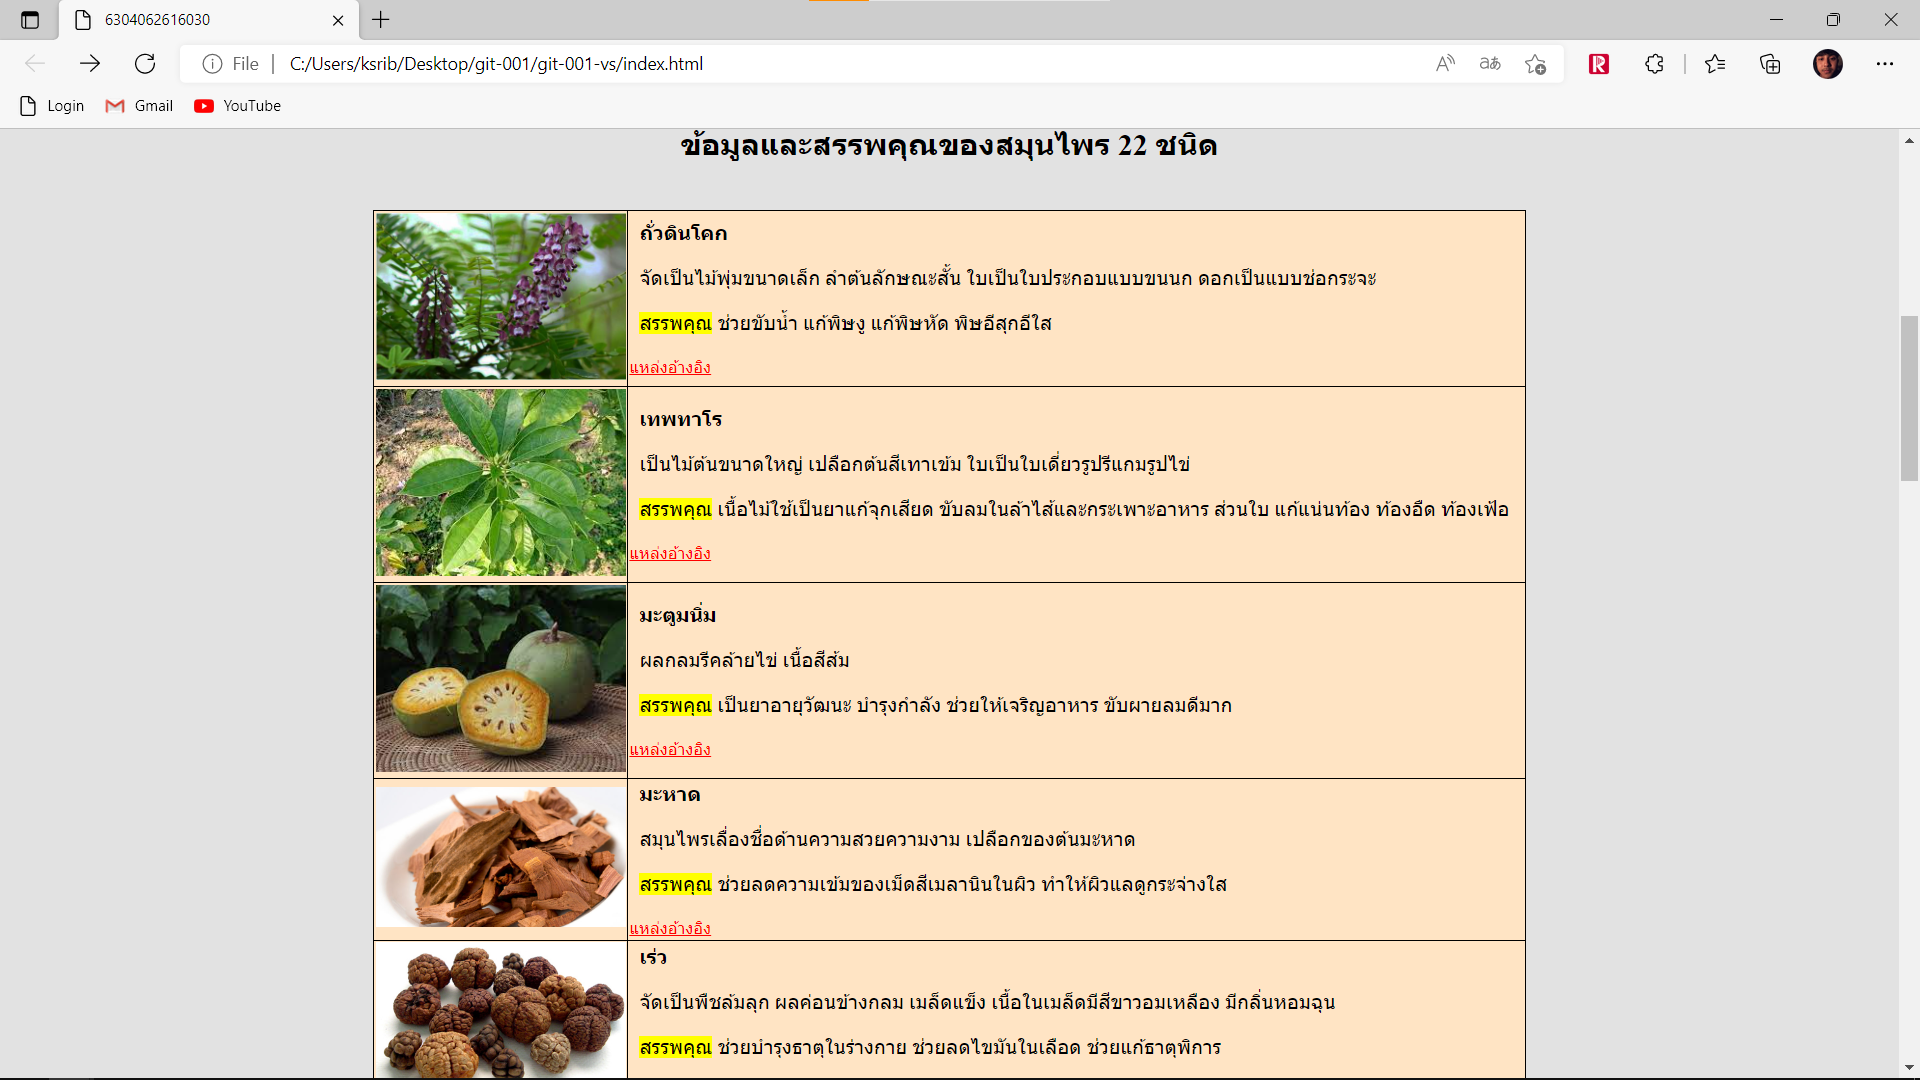 6304062616030
File
C:/Users/ksrib/Desktop/git-001/git-001-vs/index.html
Login
Gmail
YouTube
ข้อมูลและสรรพคุณของสมุนไพร 22 ชนิด
ถั่วดินโคก
จัดเป็นไม้พุ่มขนาดเล็ก ลำต้นลักษณะสั้น ใบเป็นใบประกอบแบบขนนก ดอกเป็นแบบช่อกระจะ
สรรพคุณ ช่วยขับน้ำ แก้พิษงู แก้พิษหัด พิษอีสุกอีใส
แหล่งอ้างอิง
เทพทาโร
เป็นไม้ต้นขนาดใหญ่ เปลือกต้นสีเทาเข้ม ใบเป็นใบเดี่ยวรูปรีแกมรูปไข่
สรรพคุณ เนื้อไม้ใช้เป็นยาแก้จุกเสียด ขับลมในลำไส้และกระเพาะอาหาร ส่วนใบ แก้แน่นท้อง ท้องอืด ท้องเฟ้อ
แหล่งอ้างอิง
มะตูมนิ่ม
ผลกลมรีคล้ายไข่ เนื้อสีส้ม
สรรพคุณ เป็นยาอายุวัฒนะ บำรุงกำลัง ช่วยให้เจริญอาหาร ขับผายลมดีมาก
แหล่งอ้างอิง
มะหาด
สมุนไพรเลื่องชื่อด้านความสวยความงาม เปลือกของต้นมะหาด
สรรพคุณ ช่วยลดความเข้มของเม็ดสีเมลานินในผิว ทำให้ผิวแลดูกระจ่างใส
แหล่งอ้างอิง
เร่ว
จัดเป็นพืชล้มลุก ผลค่อนข้างกลม เมล็ดแข็ง เนื้อในเมล็ดมีสีขาวอมเหลือง มีกลิ่นหอมฉุน
สรรพคุณ ช่วยบำรุงธาตุในร่างกาย ช่วยลดไขมันในเลือด ช่วยแก้ธาตุพิการ